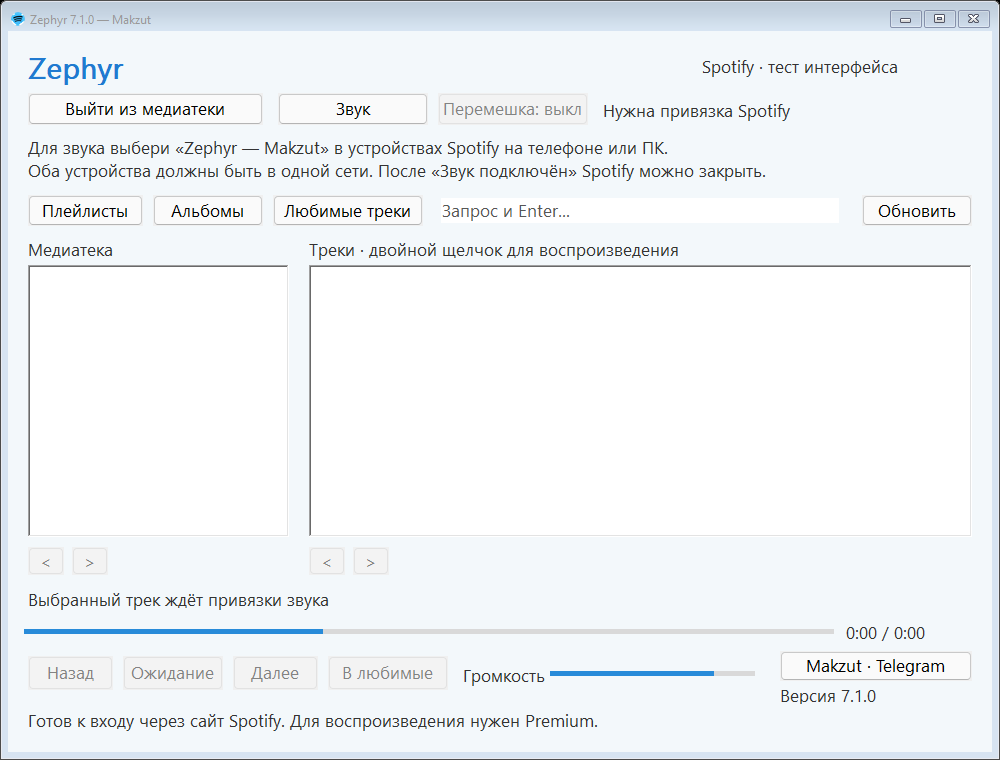 Zephyr 7.1.0 — Makzut
Zephyr
Spotify · тест интерфейса
Выйти из медиатеки
Звук
Перемешка: выкл
Нужна привязка Spotify
Для звука выбери «Zephyr — Makzut» в устройствах Spotify на телефоне или ПК.
Оба устройства должны быть в одной сети. После «Звук подключён» Spotify можно закрыть.
Плейлисты
Альбомы
Любимые треки
Запрос и Enter...
Обновить
Медиатека
Треки · двойной щелчок для воспроизведения
< >
< >
Выбранный трек ждёт привязки звука
0:00 / 0:00
Назад
Ожидание
Далее
В любимые
Громкость
Makzut · Telegram
Версия 7.1.0
Готов к входу через сайт Spotify. Для воспроизведения нужен Premium.